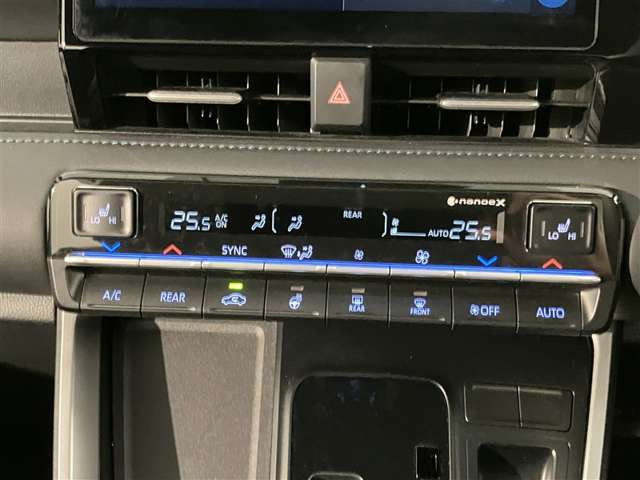 nanoeX
LO HI
25.5 A/C ON
REAR
AUTO 25.5
LO HI
SYNC
A/C
REAR
REAR
FRONT
OFF
AUTO